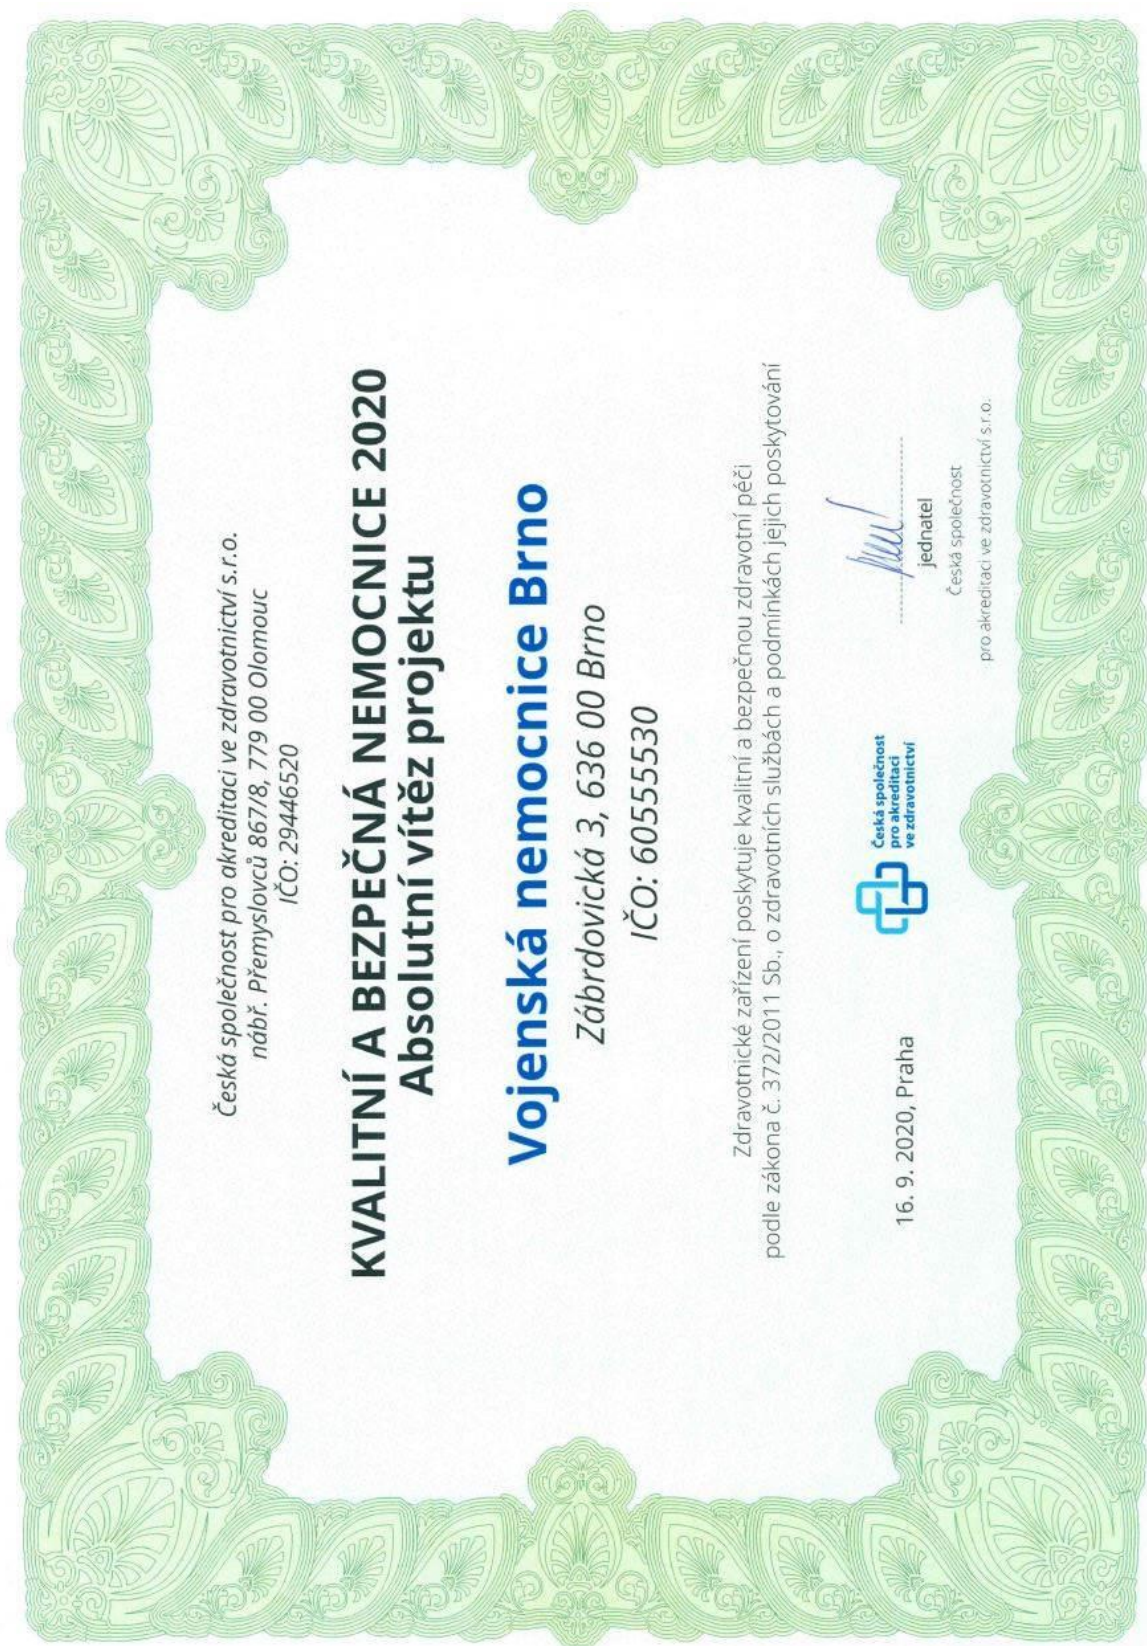 Česká společnost pro akreditaci ve zdravotnictví s.r.o.
nábř. Přemyslovců 867/8, 779 00 Olomouc
IČO: 29446520
KVALITNÍ A BEZPEČNÁ NEMOCNICE 2020
Absolutní vítěz projektu
Vojenská nemocnice Brno
Zábrdovická 3, 636 00 Brno
IČO: 60555530
Zdravotnické zařízení poskytuje kvalitní a bezpečnou zdravotní péči
podle zákona č. 372/2011 Sb., o zdravotních službách a podmínkách jejich poskytování
16. 9. 2020, Praha
Česká společnost
pro akreditaci
ve zdravotnictví
jednatel
Česká společnost
pro akreditaci ve zdravotnictví s.r.o.